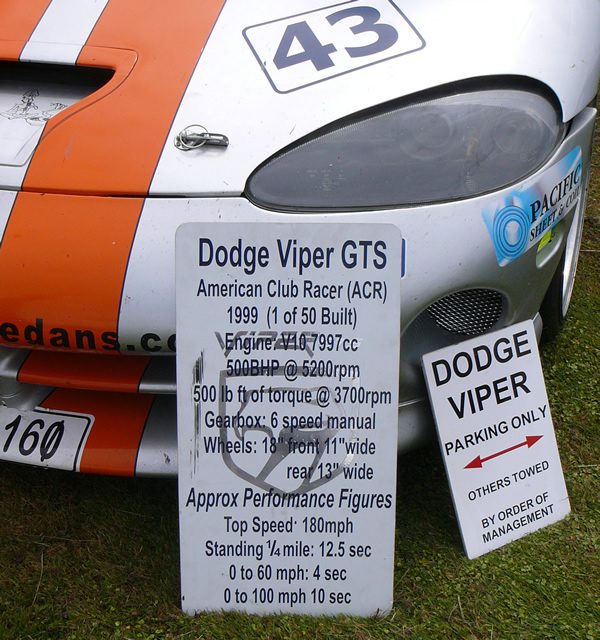 43
PACIFIC
SHEET & COIL
edans.co
160
Dodge Viper GTS
American Club Racer (ACR)
1999 (1 of 50 Built)
Engine: V10 7997cc
500BHP @ 5200rpm
500 lb ft of torque @ 3700rpm
Gearbox: 6 speed manual
Wheels: 18" front 11"wide
rear 13" wide
Approx Performance Figures
Top Speed: 180mph
Standing ¼ mile: 12.5 sec
0 to 60 mph: 4 sec
0 to 100 mph 10 sec
VIPER
DODGE
VIPER
PARKING ONLY
OTHERS TOWED
BY ORDER OF
MANAGEMENT